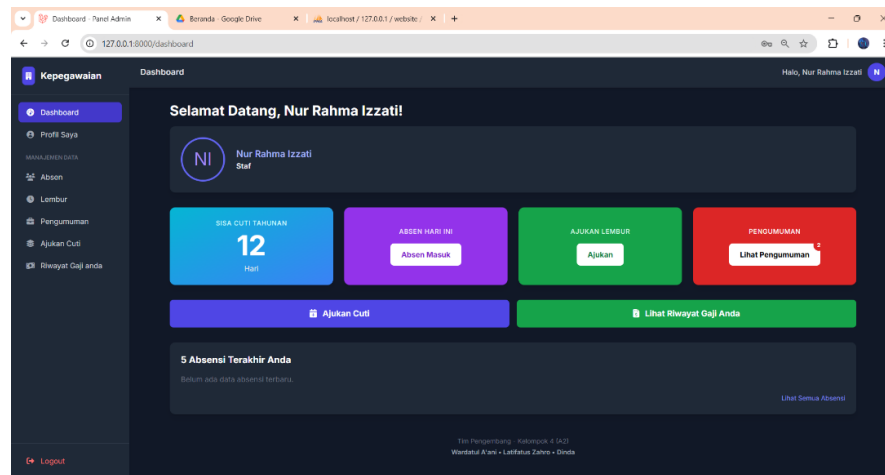 Dashboard - Panel Admin
Beranda - Google Drive
localhost / 127.0.0.1 / website /
127.0.0.1:8000/dashboard
Kepegawaian
Dashboard
Halo, Nur Rahma Izzati
N
Dashboard
Profil Saya
MANAJEMEN DATA
Absen
Lembur
Pengumuman
Ajukan Cuti
Riwayat Gaji anda
Logout
Selamat Datang, Nur Rahma Izzati!
NI
Nur Rahma Izzati
Staf
SISA CUTI TAHUNAN
12
Hari
ABSEN HARI INI
Absen Masuk
AJUKAN LEMBUR
Ajukan
PENGUMUMAN
2
Lihat Pengumuman
Ajukan Cuti
Lihat Riwayat Gaji Anda
5 Absensi Terakhir Anda
Belum ada data absensi terbaru.
Lihat Semua Absensi
Tim Pengembang - Kelompok 4 (A2)
Wardatul A'ani • Latifatus Zahro • Dinda